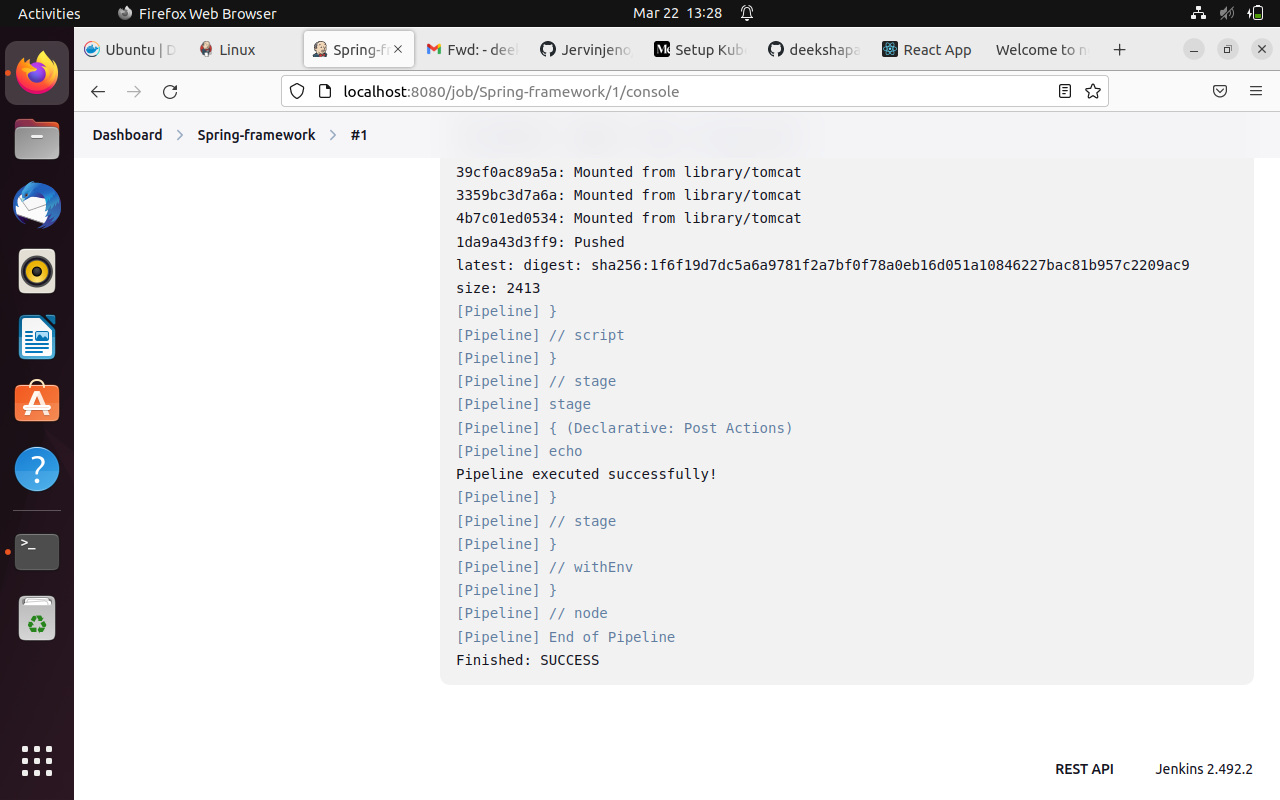 Activities
Firefox Web Browser
Mar 22 13:28
Ubuntu | D
Linux
Spring-fr
Fwd: - deek
Jervinjeno
Setup Kub
deekshapa
React App
Welcome to n
localhost:8080/job/Spring-framework/1/console
Dashboard
Spring-framework
#1
39cf0ac89a5a: Mounted from library/tomcat
3359bc3d7a6a: Mounted from library/tomcat
4b7c01ed0534: Mounted from library/tomcat
1da9a43d3ff9: Pushed
latest: digest: sha256:1f6f19d7dc5a6a9781f2a7bf0f78a0eb16d051a10846227bac81b957c2209ac9
size: 2413
[Pipeline] }
[Pipeline] // script
[Pipeline] }
[Pipeline] // stage
[Pipeline] stage
[Pipeline] { (Declarative: Post Actions)
[Pipeline] echo
Pipeline executed successfully!
[Pipeline] }
[Pipeline] // stage
[Pipeline] }
[Pipeline] // withEnv
[Pipeline] }
[Pipeline] // node
[Pipeline] End of Pipeline
Finished: SUCCESS
REST API
Jenkins 2.492.2